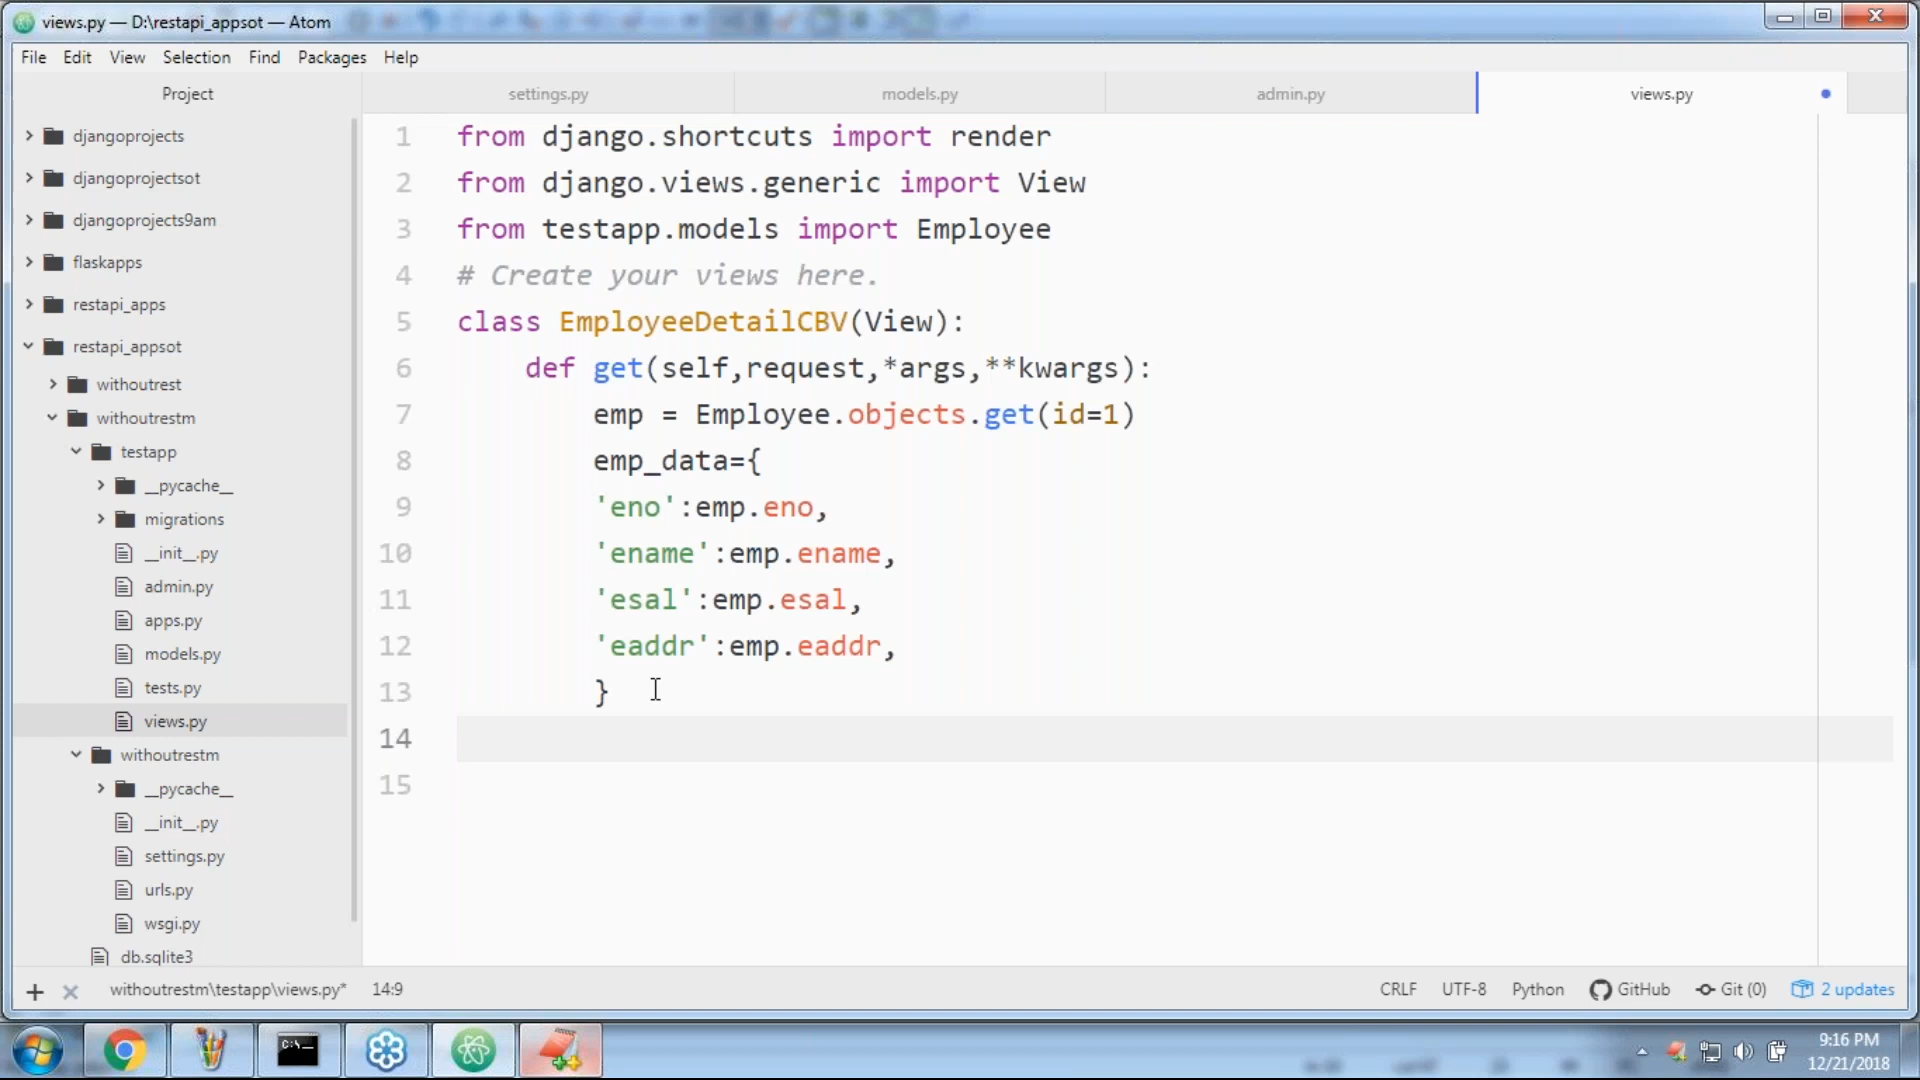 views.py — D:\restapi_appsot — Atom
File Edit View Selection Find Packages Help
Project
settings.py models.py admin.py views.py
djangoprojects
djangoprojectsot
djangoprojects9am
flaskapps
restapi_apps
restapi_appsot
withoutrest
withoutrestm
testapp
__pycache__
migrations
__init__.py
admin.py
apps.py
models.py
tests.py
views.py
withoutrestm
__pycache__
__init__.py
settings.py
urls.py
wsgi.py
db.sqlite3
1 from django.shortcuts import render
2 from django.views.generic import View
3 from testapp.models import Employee
4 # Create your views here.
5 class EmployeeDetailCBV(View):
6 def get(self,request,*args,**kwargs):
7 emp = Employee.objects.get(id=1)
8 emp_data={
9 'eno':emp.eno,
10 'ename':emp.ename,
11 'esal':emp.esal,
12 'eaddr':emp.eaddr,
13 }
14
15
withoutrestm\testapp\views.py* 14:9 CRLF UTF-8 Python GitHub Git (0) 2 updates
C:\_
9:16 PM
12/21/2018